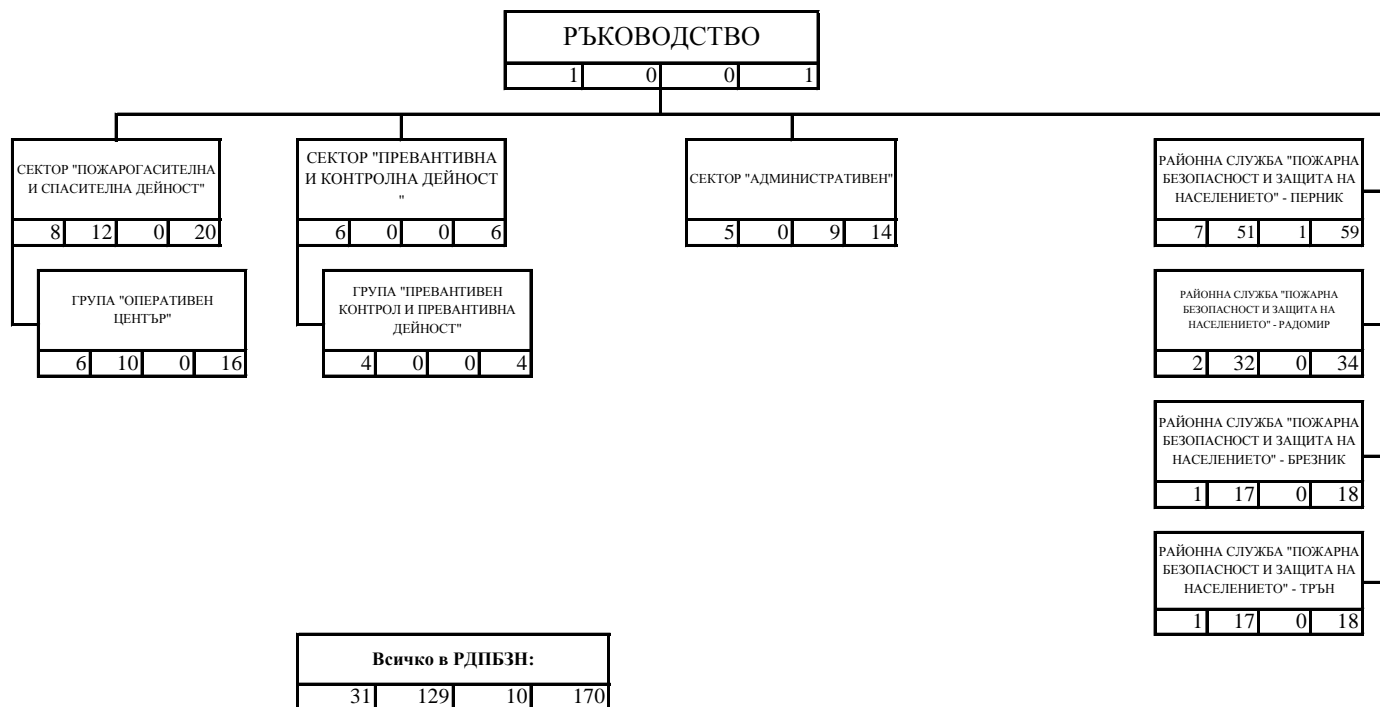 РЪКОВОДСТВО
1 0 0 1
СЕКТОР "ПОЖАРОГАСИТЕЛНА
И СПАСИТЕЛНА ДЕЙНОСТ"
8 12 0 20
ГРУПА "ОПЕРАТИВЕН
ЦЕНТЪР"
6 10 0 16
СЕКТОР "ПРЕВАНТИВНА
И КОНТРОЛНА ДЕЙНОСТ
"
6 0 0 6
ГРУПА "ПРЕВАНТИВЕН
КОНТРОЛ И ПРЕВАНТИВНА
ДЕЙНОСТ"
4 0 0 4
СЕКТОР "АДМИНИСТРАТИВЕН"
5 0 9 14
РАЙОННА СЛУЖБА "ПОЖАРНА
БЕЗОПАСНОСТ И ЗАЩИТА НА
НАСЕЛЕНИЕТО" - ПЕРНИК
7 51 1 59
РАЙОННА СЛУЖБА "ПОЖАРНА
БЕЗОПАСНОСТ И ЗАЩИТА НА
НАСЕЛЕНИЕТО" - РАДОМИР
2 32 0 34
РАЙОННА СЛУЖБА "ПОЖАРНА
БЕЗОПАСНОСТ И ЗАЩИТА НА
НАСЕЛЕНИЕТО" - БРЕЗНИК
1 17 0 18
РАЙОННА СЛУЖБА "ПОЖАРНА
БЕЗОПАСНОСТ И ЗАЩИТА НА
НАСЕЛЕНИЕТО" - ТРЪН
1 17 0 18
Всичко в РДПБЗН:
31 129 10 170